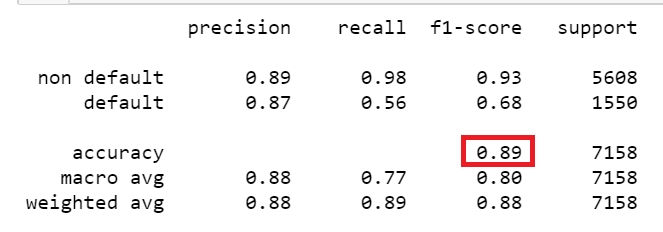 precision recall f1-score support
non default 0.89 0.98 0.93 5608
default 0.87 0.56 0.68 1550
accuracy 0.89 7158
macro avg 0.88 0.77 0.80 7158
weighted avg 0.88 0.89 0.88 7158